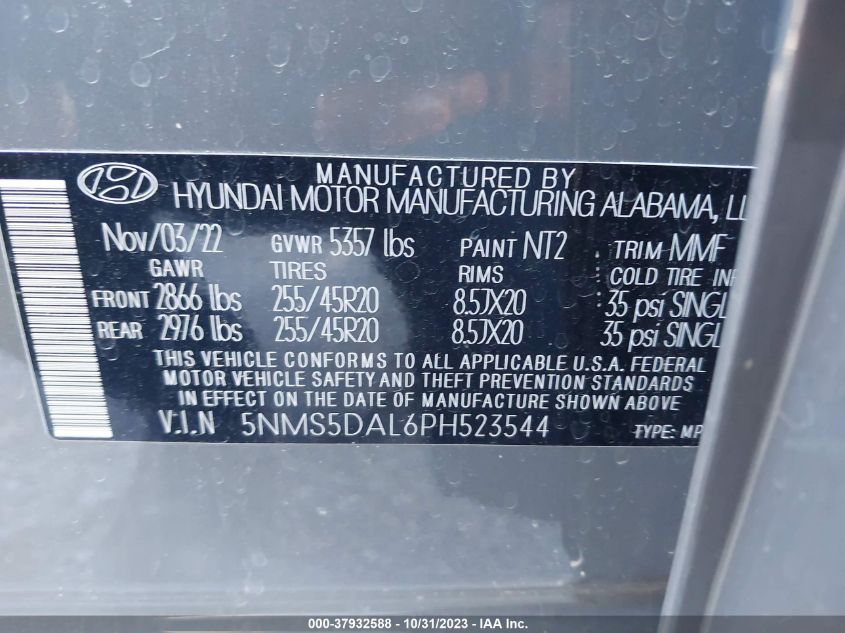 MANUFACTURED BY
HYUNDAI MOTOR MANUFACTURING ALABAMA, LL
Nov/03/22 GVWR 5357 lbs PAINT NT2 TRIM MMF
GAWR TIRES RIMS COLD TIRE INF
FRONT 2866 lbs 255/45R20 8.5JX20 35 psi SINGL
REAR 2976 lbs 255/45R20 8.5JX20 35 psi SINGL
THIS VEHICLE CONFORMS TO ALL APPLICABLE U.S.A. FEDERAL
MOTOR VEHICLE SAFETY AND THEFT PREVENTION STANDARDS
IN EFFECT ON THE DATE OF MANUFACTURE SHOWN ABOVE.
V.I.N 5NMS5DAL6PH523544 TYPE: MP
000-37932588 - 10/31/2023 - IAA, Inc.